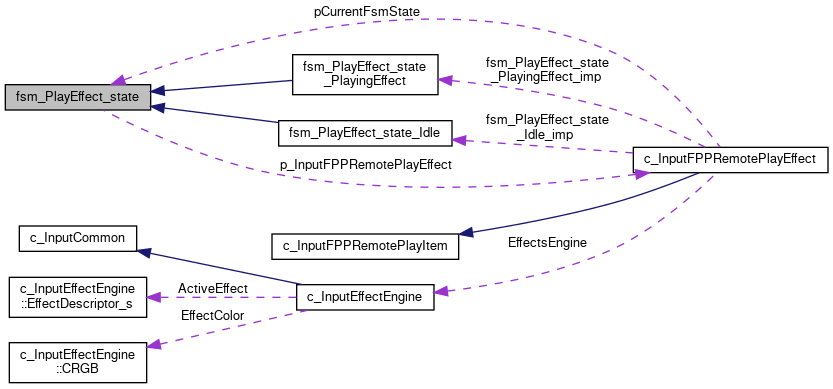 pCurrentFsmState
fsm_PlayEffect_state
_PlayingEffect
fsm_PlayEffect_state
_PlayingEffect_imp
fsm_PlayEffect_state
fsm_PlayEffect_state_Idle
fsm_PlayEffect_state
_Idle_imp
p_InputFPPRemotePlayEffect
c_InputFPPRemotePlayEffect
c_InputCommon
c_InputFPPRemotePlayItem
EffectsEngine
c_InputEffectEngine
::EffectDescriptor_s
ActiveEffect
c_InputEffectEngine
EffectColor
c_InputEffectEngine
::CRGB